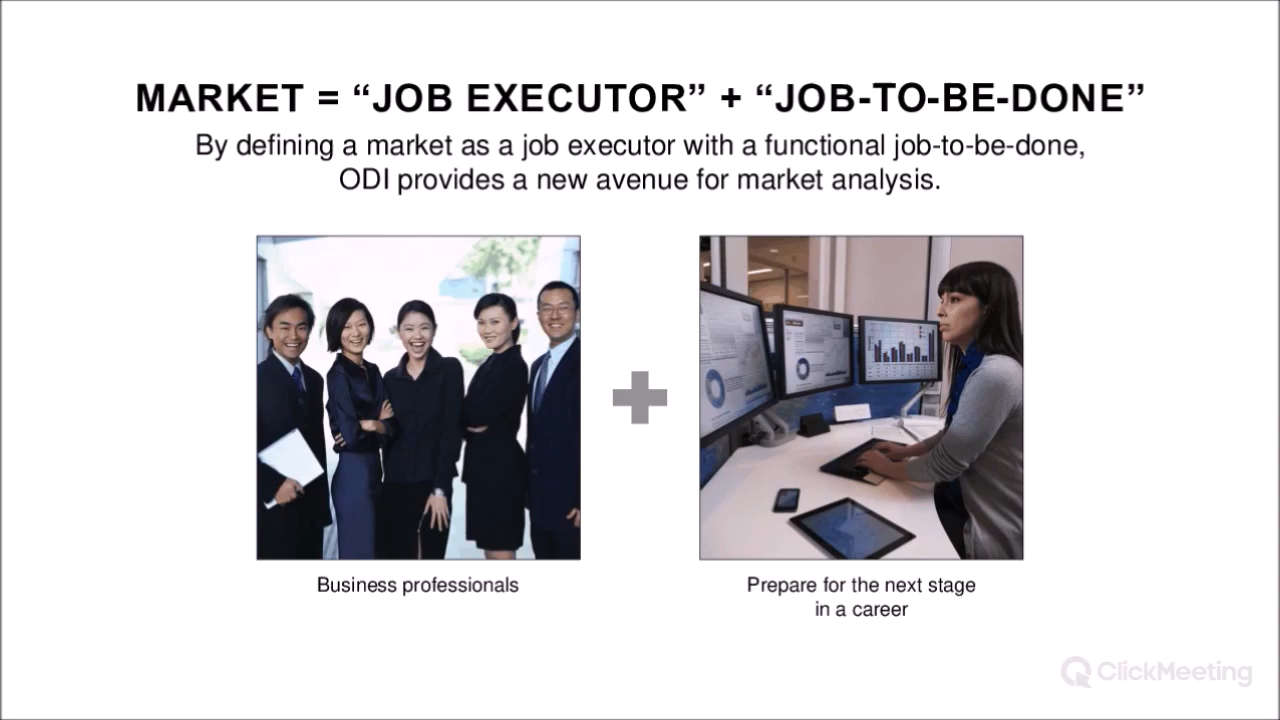 MARKET = “JOB EXECUTOR” + “JOB-TO-BE-DONE”
By defining a market as a job executor with a functional job-to-be-done,
ODI provides a new avenue for market analysis.
Business professionals
Prepare for the next stage
in a career
ClickMeeting